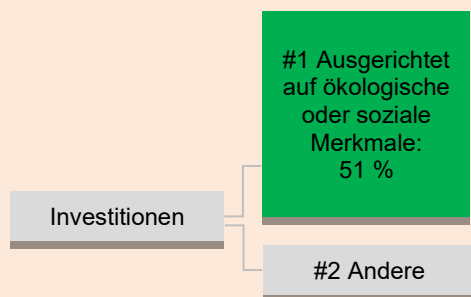 #1 Ausgerichtet
auf ökologische
oder soziale
Merkmale:
51 %
Investitionen
#2 Andere